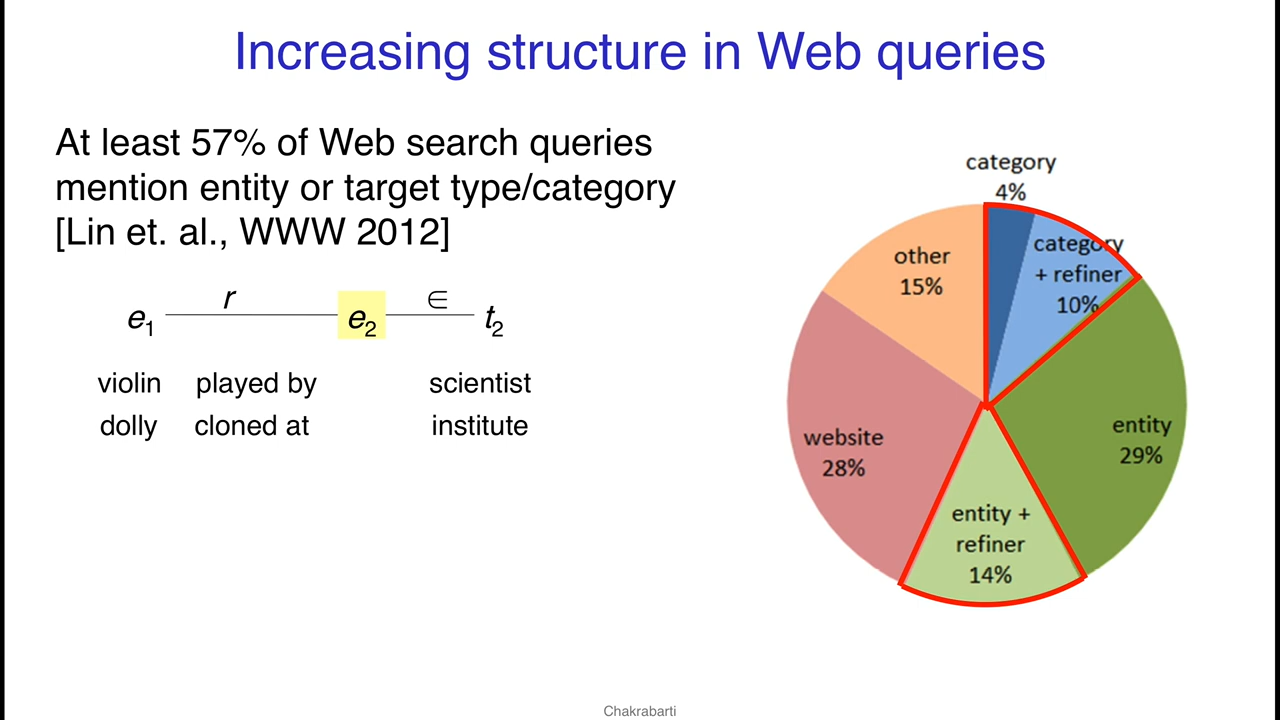 Increasing structure in Web queries
At least 57% of Web search queries
mention entity or target type/category
[Lin et. al., WWW 2012]
r ∈
e1 e2 t2
violin played by scientist
dolly cloned at institute
category
4%
category
+ refiner
10%
other
15%
entity
29%
website
28%
entity +
refiner
14%
Chakrabarti